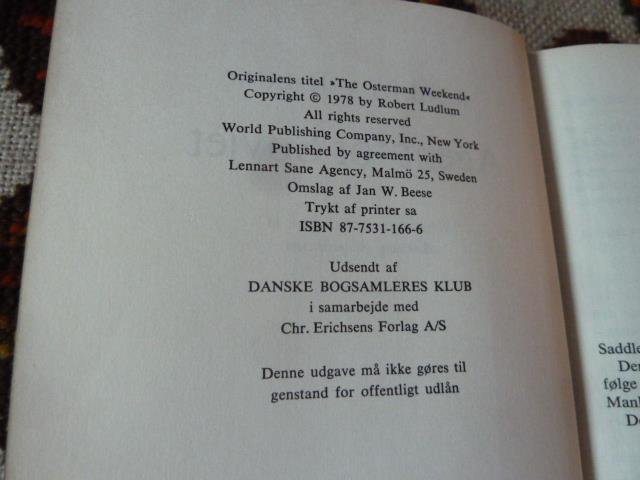 Originalens titel »The Osterman Weekend«
Copyright © 1978 by Robert Ludlum
All rights reserved
World Publishing Company, Inc., New York
Published by agreement with
Lennart Sane Agency, Malmö 25, Sweden
Omslag af Jan W. Beese
Trykt af printer sa
ISBN 87-7531-166-6
Udsendt af
DANSKE BOGSAMLERES KLUB
i samarbejde med
Chr. Erichsens Forlag A/S
Denne udgave må ikke gøres til
genstand for offentligt udlån
Saddle
følge